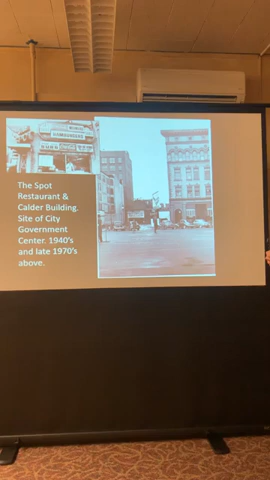 HAMBURGERS
The Spot
Restaurant &
Calder Building.
Site of City
Government
Center. 1940's
and late 1970's
above.